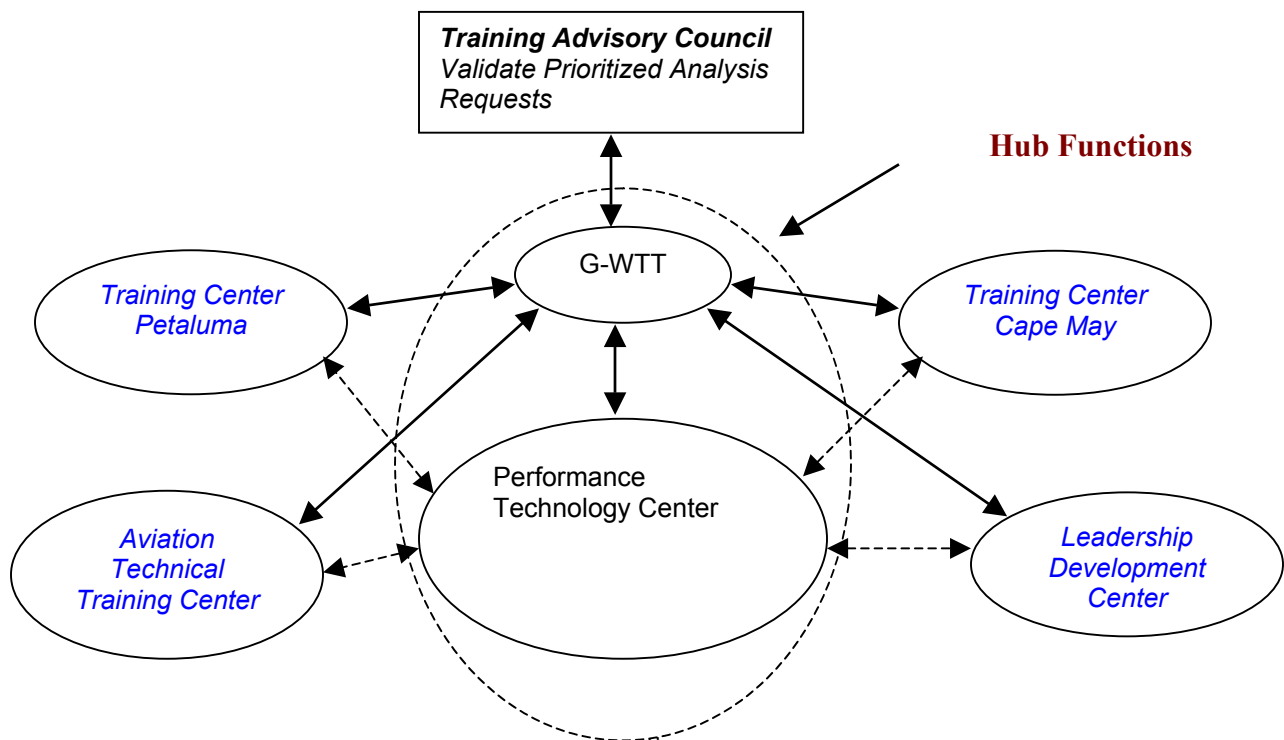 Training Advisory Council
Validate Prioritized Analysis
Requests
Hub Functions
G-WTT
Training Center
Petaluma
Training Center
Cape May
Performance
Technology Center
Aviation
Technical
Training Center
Leadership
Development
Center